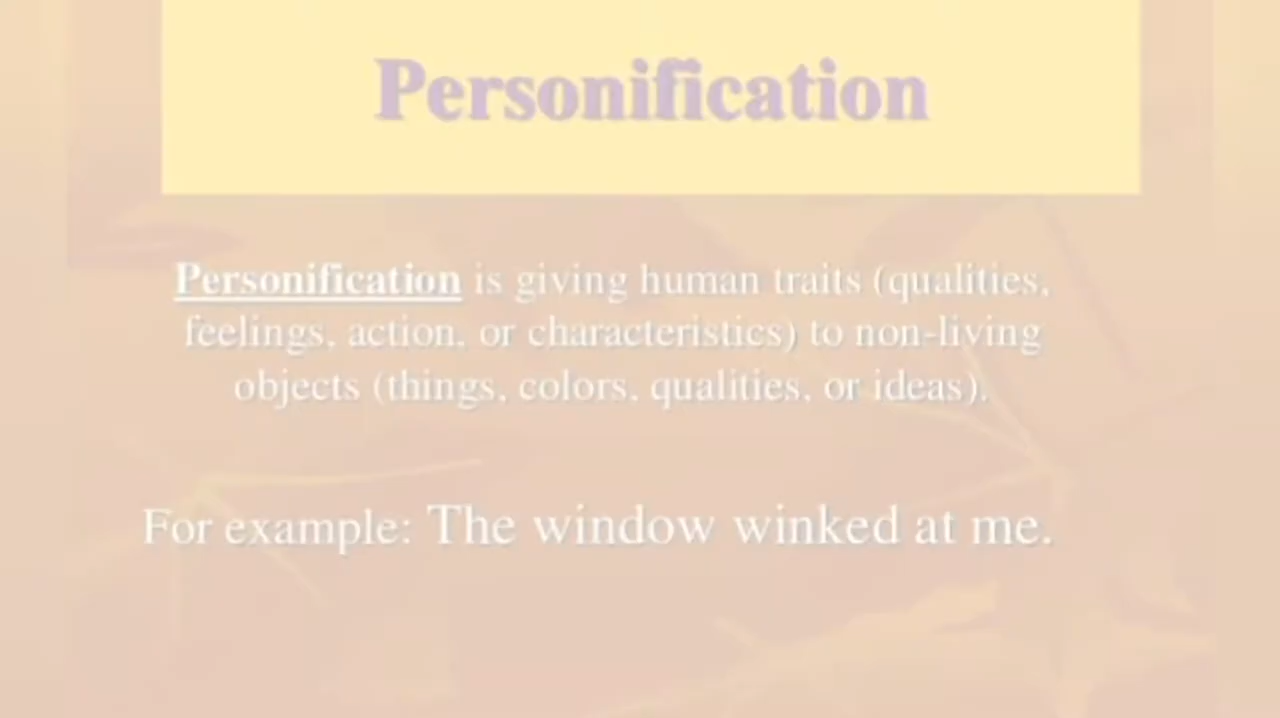 Personification
Personification is giving human traits (qualities,
feelings, action, or characteristics) to non-living
objects (things, colors, qualities, or ideas).
For example: The window winked at me.